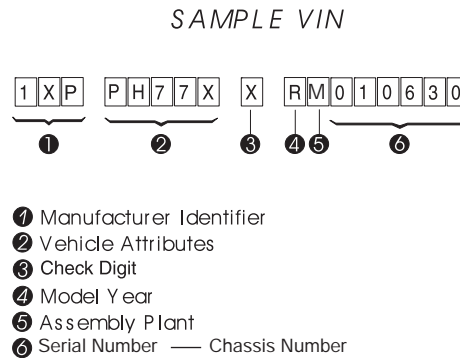 SAMPLE VIN
1 X P P H 7 7 X X R M 0 1 0 6 3 0
1 2 3 4 5 6
1 Manufacturer Identifier
2 Vehicle Attributes
3 Check Digit
4 Model Year
5 Assembly Plant
6 Serial Number — Chassis Number